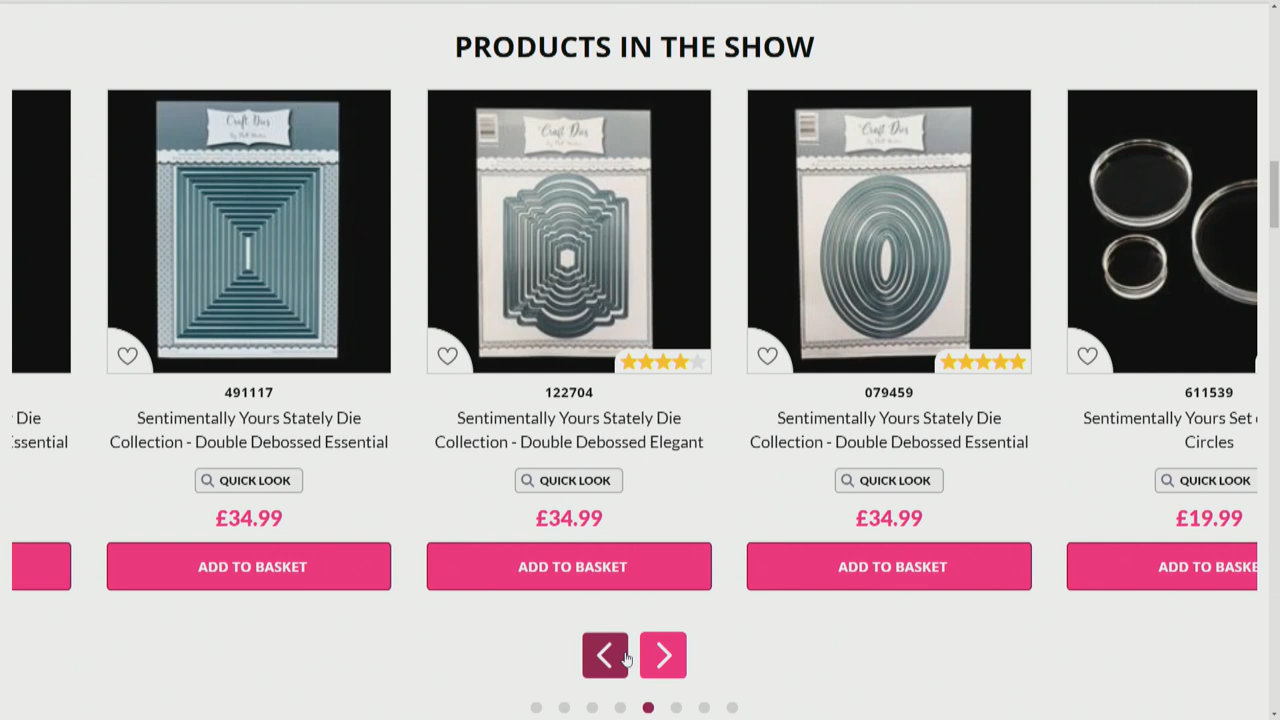 PRODUCTS IN THE SHOW
Craft Dies
Craft Dies
Craft Dies
491117
122704
079459
611539
Die
Sentimentally Yours Stately Die
Sentimentally Yours Stately Die
Sentimentally Yours Stately Die
Sentimentally Yours Set
Essential
Collection - Double Debossed Essential
Collection - Double Debossed Elegant
Collection - Double Debossed Essential
Circles
QUICK LOOK
QUICK LOOK
QUICK LOOK
QUICK LOOK
£34.99
£34.99
£34.99
£19.99
ADD TO BASKET
ADD TO BASKET
ADD TO BASKET
ADD TO BASKE